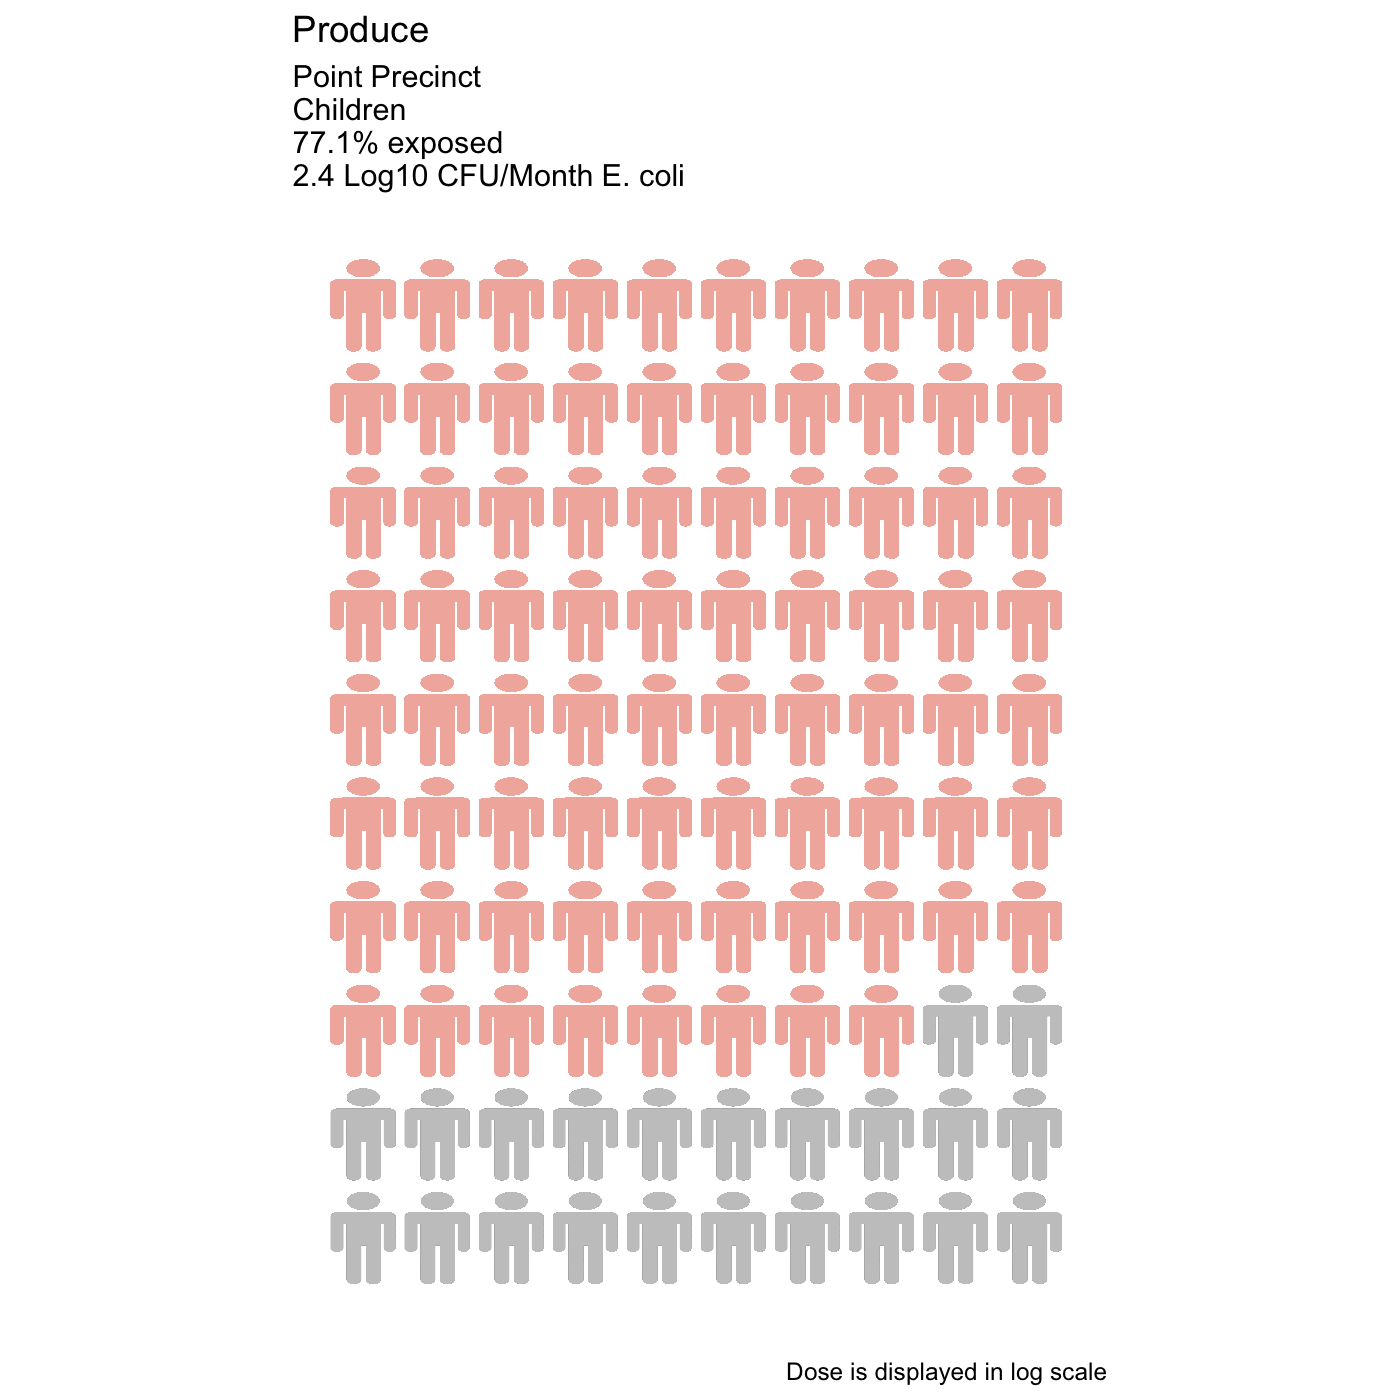 Produce
Point Precinct
Children
77.1% exposed
2.4 Log10 CFU/Month E. coli
Dose is displayed in log scale